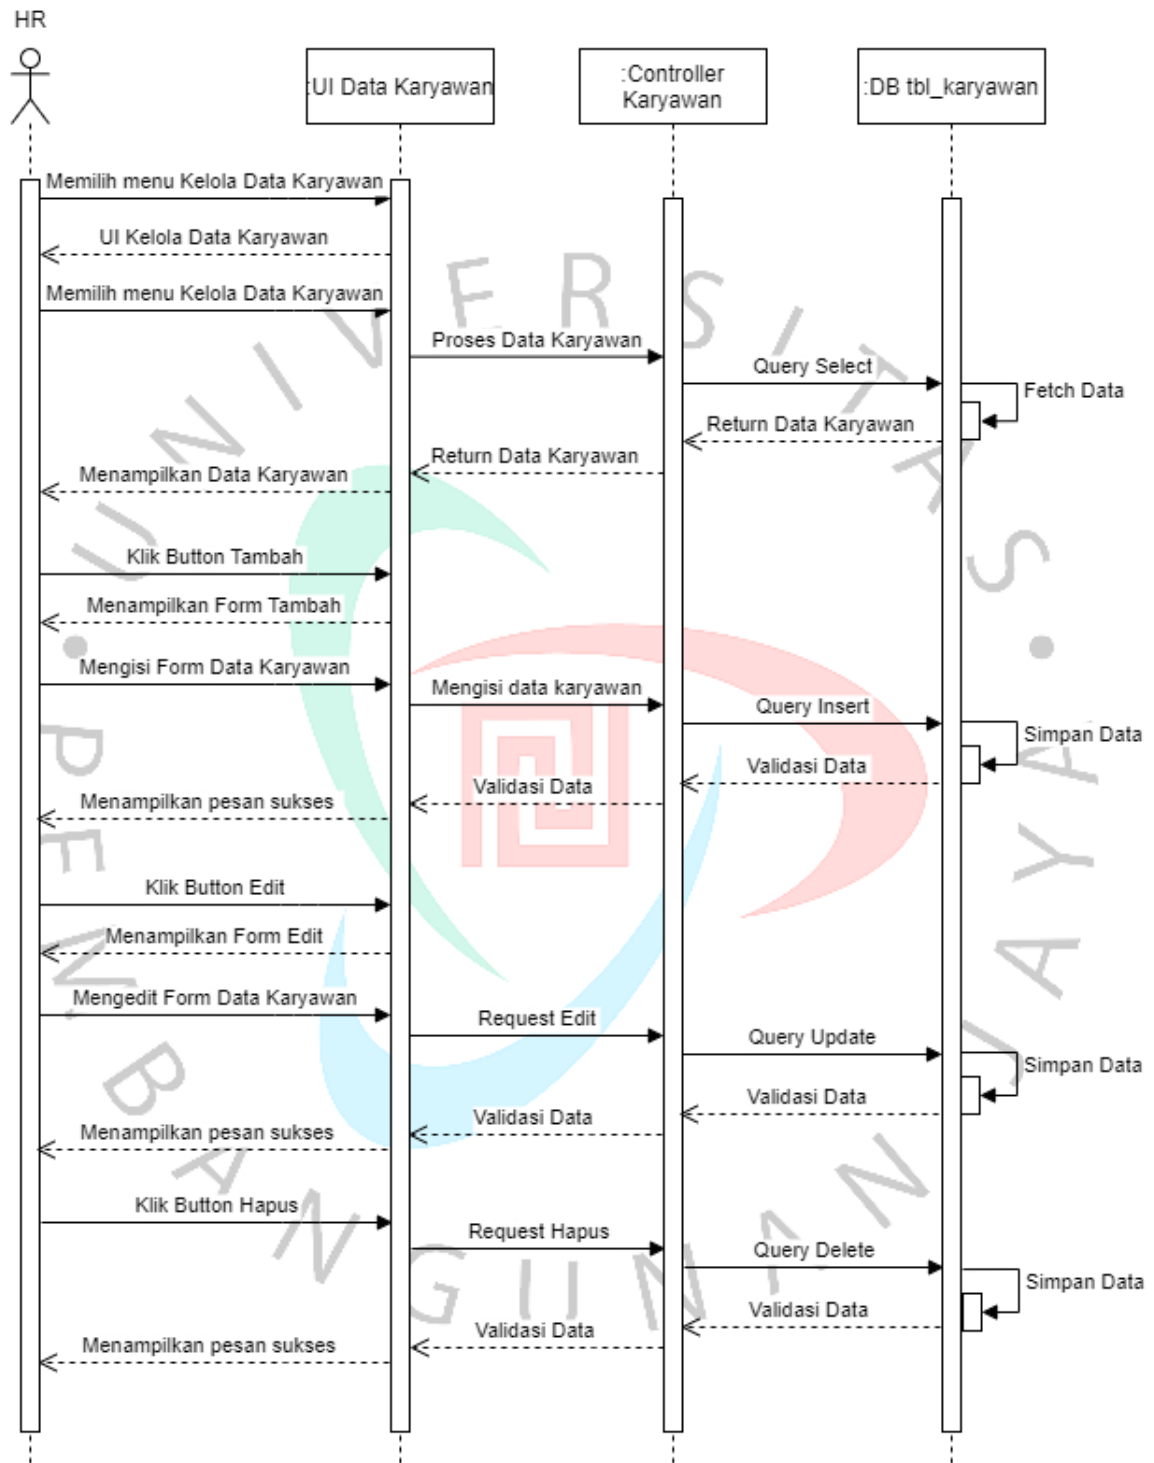 HR
:UI Data Karyawan
:Controller
Karyawan
:DB tbl_karyawan
Memilih menu Kelola Data Karyawan
UI Kelola Data Karyawan
Memilih menu Kelola Data Karyawan
Proses Data Karyawan
Query Select
Fetch Data
Return Data Karyawan
Return Data Karyawan
Menampilkan Data Karyawan
Klik Button Tambah
Menampilkan Form Tambah
Mengisi Form Data Karyawan
Mengisi data karyawan
Query Insert
Simpan Data
Validasi Data
Validasi Data
Menampilkan pesan sukses
Klik Button Edit
Menampilkan Form Edit
Mengedit Form Data Karyawan
Request Edit
Query Update
Simpan Data
Validasi Data
Validasi Data
Menampilkan pesan sukses
Klik Button Hapus
Request Hapus
Query Delete
Simpan Data
Validasi Data
Validasi Data
Menampilkan pesan sukses
UNIVERSITAS
PEMBANGUNAN JAYA